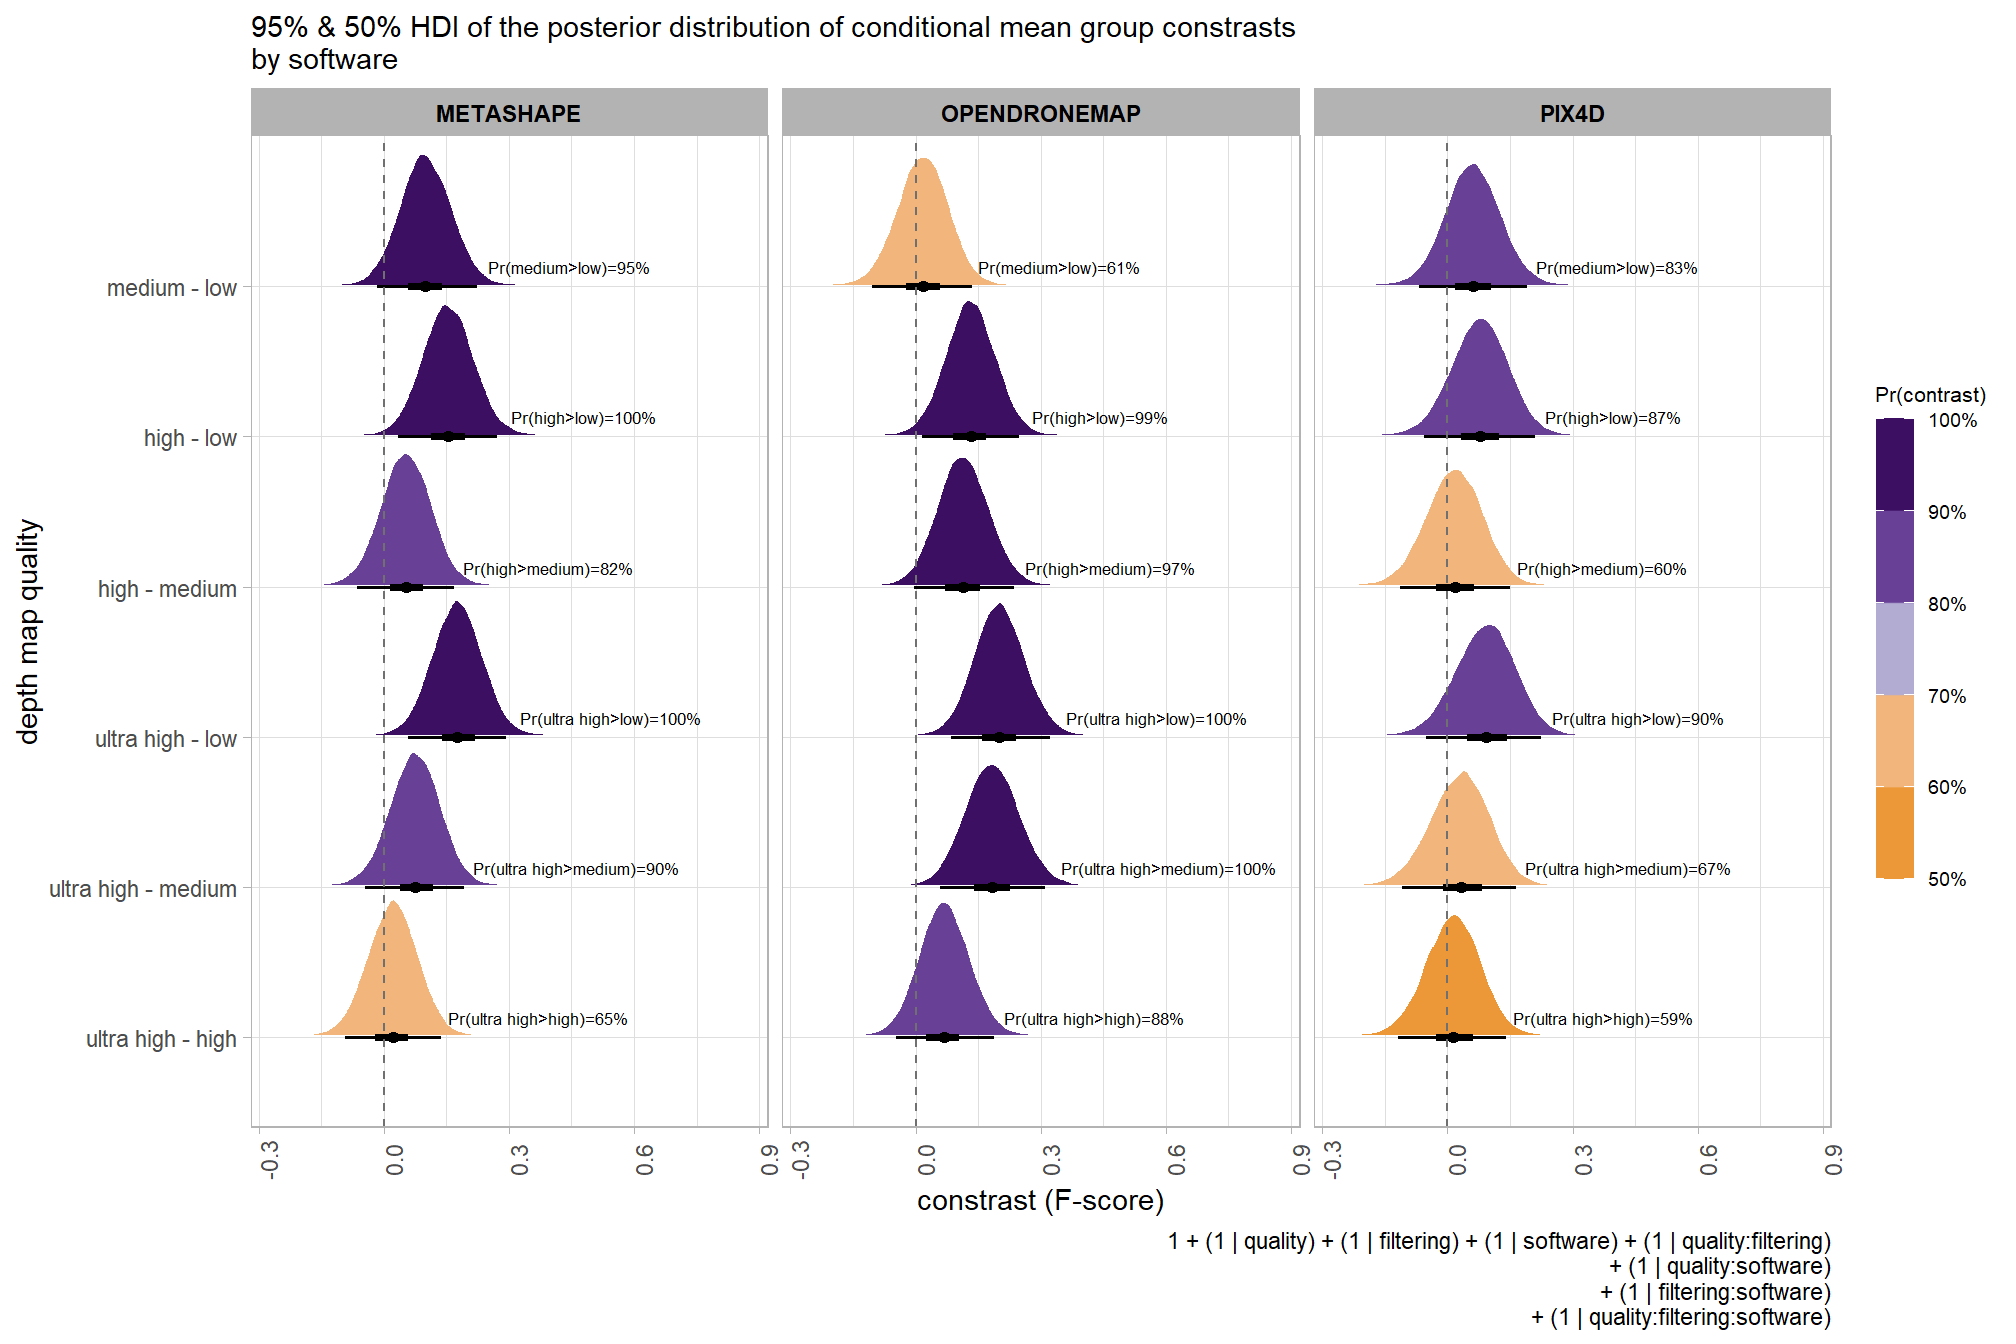 95% & 50% HDI of the posterior distribution of conditional mean group constrasts
by software
METASHAPE
OPENDRONEMAP
PIX4D
depth map quality
medium - low
high - low
high - medium
ultra high - low
ultra high - medium
ultra high - high
Pr(medium>low)=95%
Pr(high>low)=100%
Pr(high>medium)=82%
Pr(ultra high>low)=100%
Pr(ultra high>medium)=90%
Pr(ultra high>high)=65%
Pr(medium>low)=61%
Pr(high>low)=99%
Pr(high>medium)=97%
Pr(ultra high>low)=100%
Pr(ultra high>medium)=100%
Pr(ultra high>high)=88%
Pr(medium>low)=83%
Pr(high>low)=87%
Pr(high>medium)=60%
Pr(ultra high>low)=90%
Pr(ultra high>medium)=67%
Pr(ultra high>high)=59%
-0.3 0.0 0.3 0.6 0.9
-0.3 0.0 0.3 0.6 0.9
-0.3 0.0 0.3 0.6 0.9
constrast (F-score)
Pr(contrast)
100%
90%
80%
70%
60%
50%
1 + (1 | quality) + (1 | filtering) + (1 | software) + (1 | quality:filtering)
+ (1 | quality:software)
+ (1 | filtering:software)
+ (1 | quality:filtering:software)